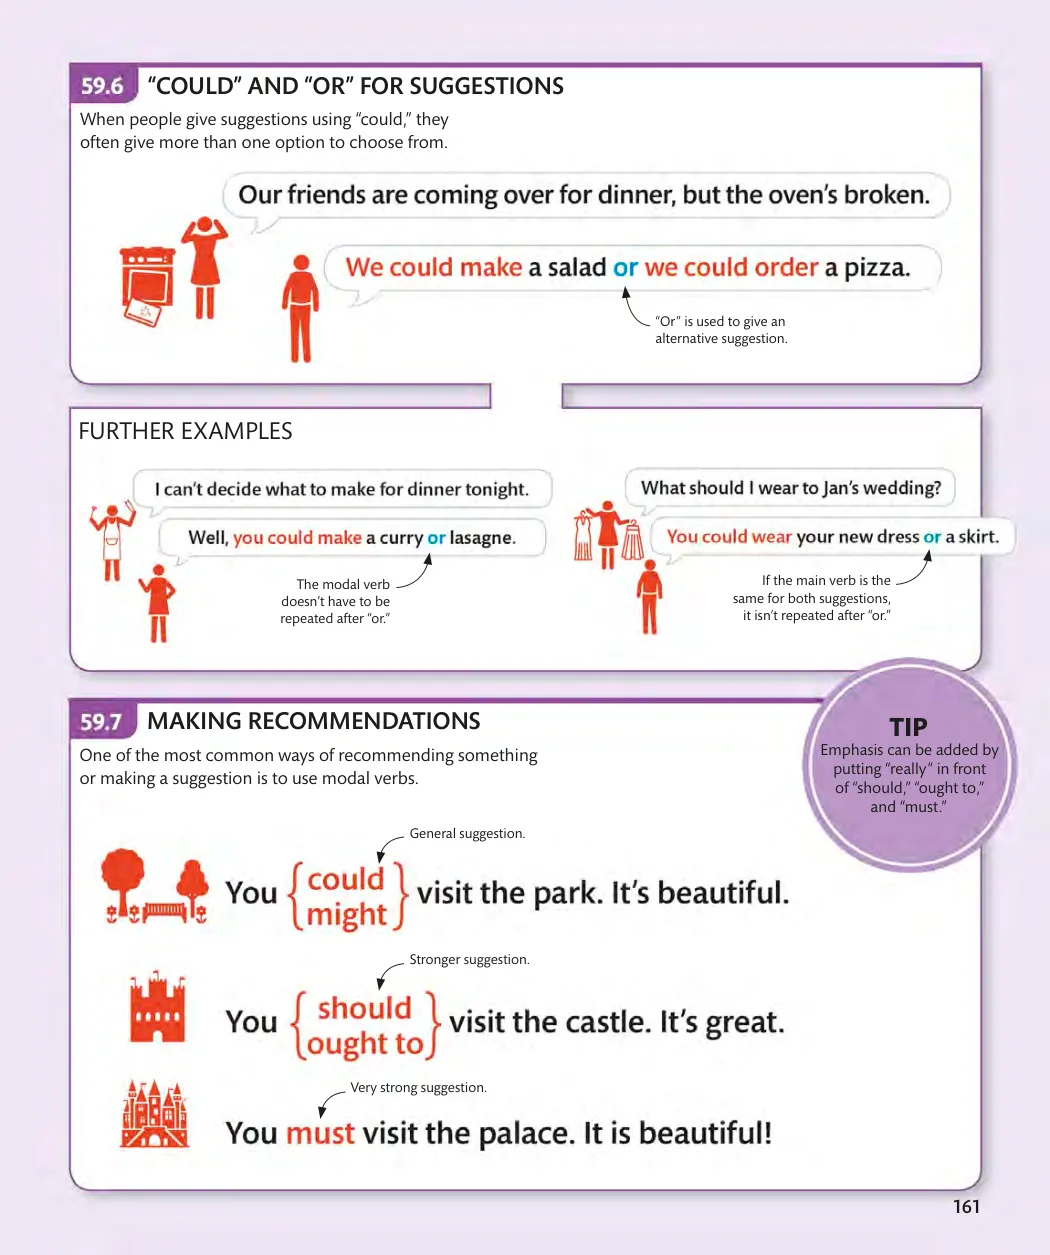 59.6 “COULD” AND “OR” FOR SUGGESTIONS
When people give suggestions using “could,” they
often give more than one option to choose from.
Our friends are coming over for dinner, but the oven’s broken.
We could make a salad or we could order a pizza.
“Or” is used to give an
alternative suggestion.
FURTHER EXAMPLES
I can’t decide what to make for dinner tonight.
Well, you could make a curry or lasagne.
The modal verb
doesn’t have to be
repeated after “or.”
What should I wear to Jan’s wedding?
You could wear your new dress or a skirt.
If the main verb is the
same for both suggestions,
it isn’t repeated after “or.”
59.7 MAKING RECOMMENDATIONS
One of the most common ways of recommending something
or making a suggestion is to use modal verbs.
TIP
Emphasis can be added by
putting “really” in front
of “should,” “ought to,”
and “must.”
General suggestion.
You { could might } visit the park. It’s beautiful.
Stronger suggestion.
You { should ought to } visit the castle. It’s great.
Very strong suggestion.
You must visit the palace. It is beautiful!
161